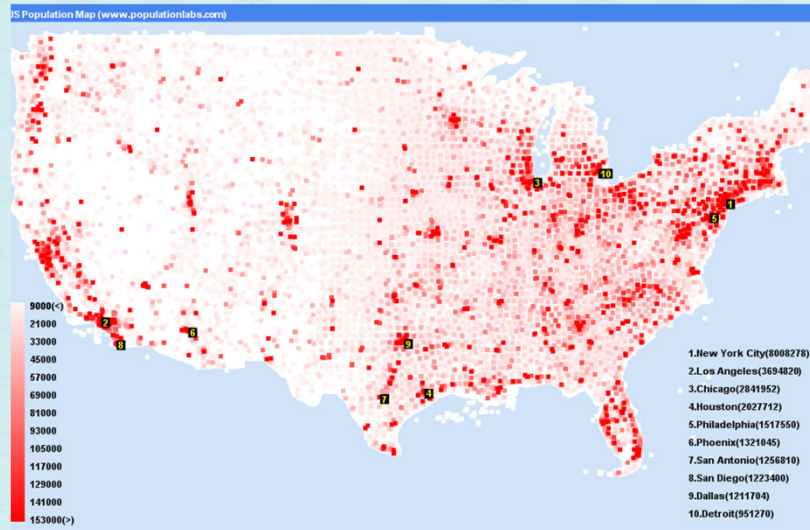 US Population Map (www.populationlabs.com)
3
10
1
5
2
8
6
9
7
4
9000(<)
21000
33000
45000
57000
69000
81000
93000
105000
117000
129000
141000
153000(>)
1.New York City(8008278)
2.Los Angeles(3694820)
3.Chicago(2841952)
4.Houston(2027712)
5.Philadelphia(1517550)
6.Phoenix(1321045)
7.San Antonio(1256810)
8.San Diego(1223400)
9.Dallas(1211704)
10.Detroit(951270)